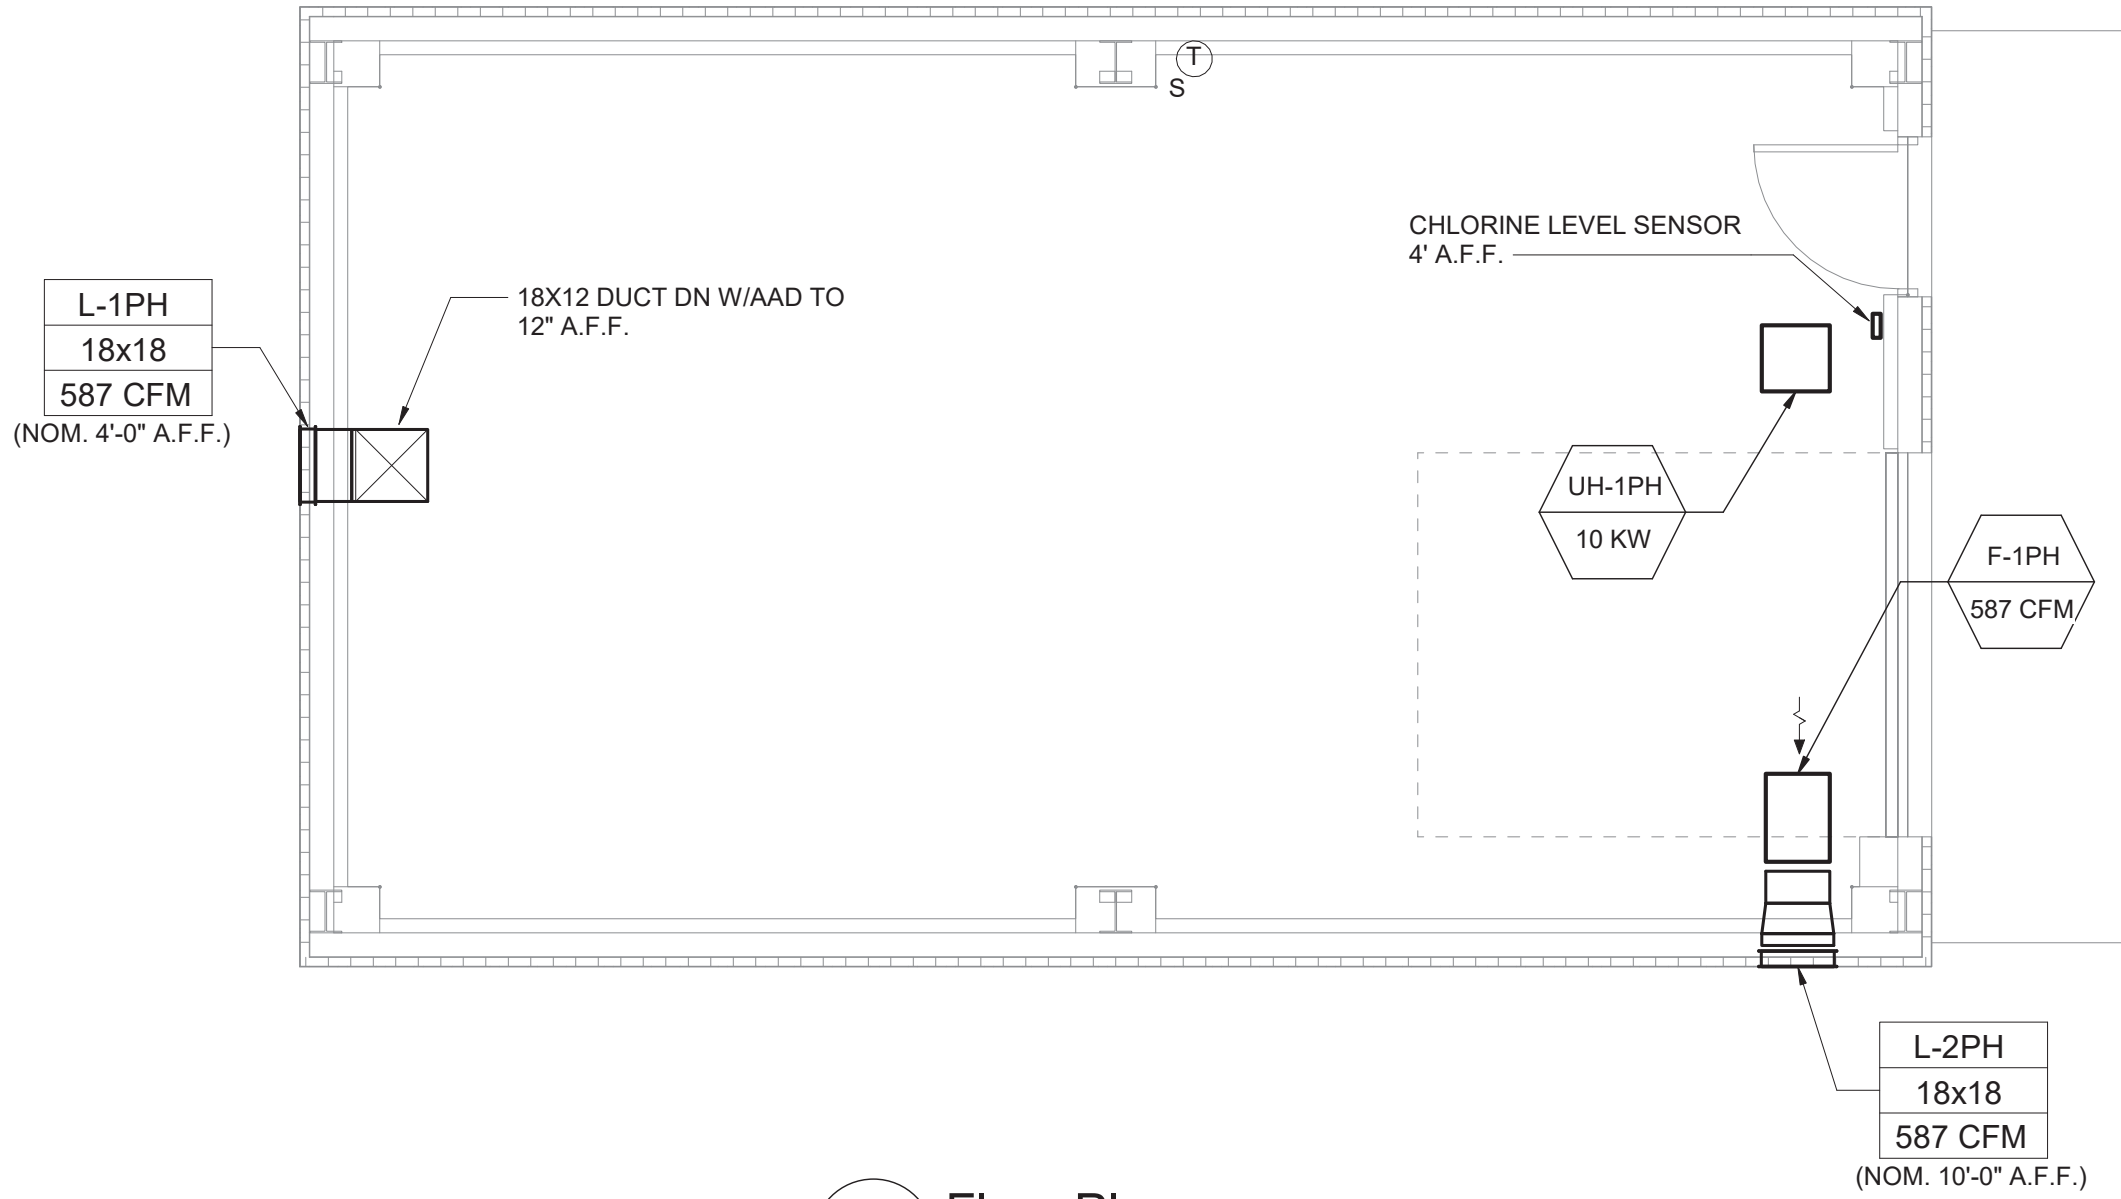 T
S
CHLORINE LEVEL SENSOR
4' A.F.F.
L-1PH
18x18
587 CFM
(NOM. 4'-0" A.F.F.)
18X12 DUCT DN W/AAD TO
12" A.F.F.
UH-1PH
10 KW
F-1PH
587 CFM
L-2PH
18x18
587 CFM
(NOM. 10'-0" A.F.F.)